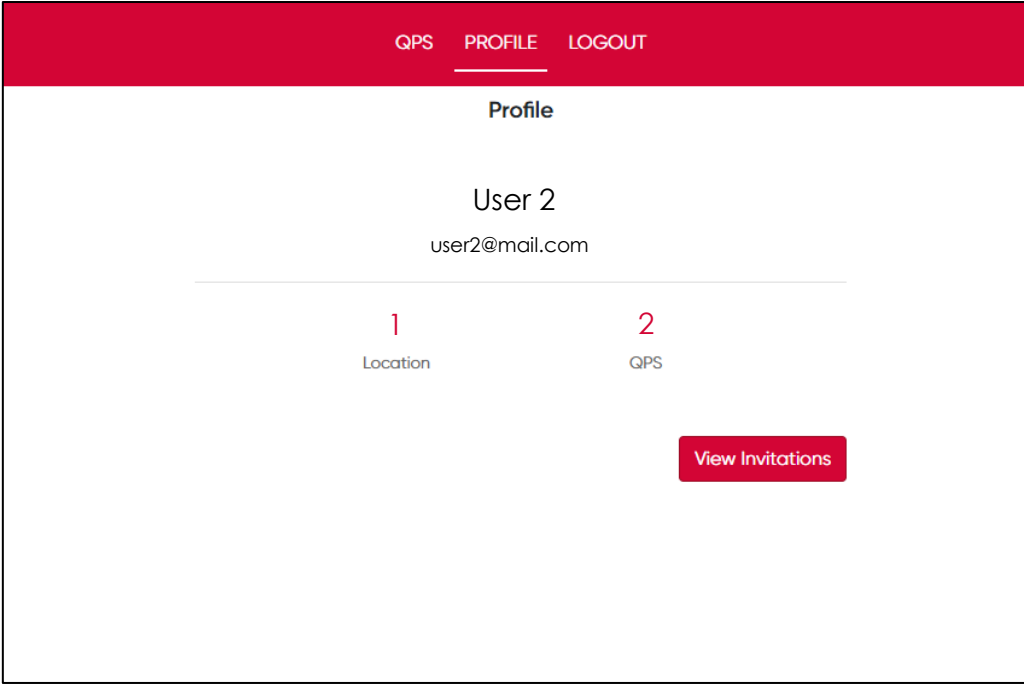 QPS PROFILE LOGOUT
Profile
User 2
user2@mail.com
1 2
Location QPS
View Invitations